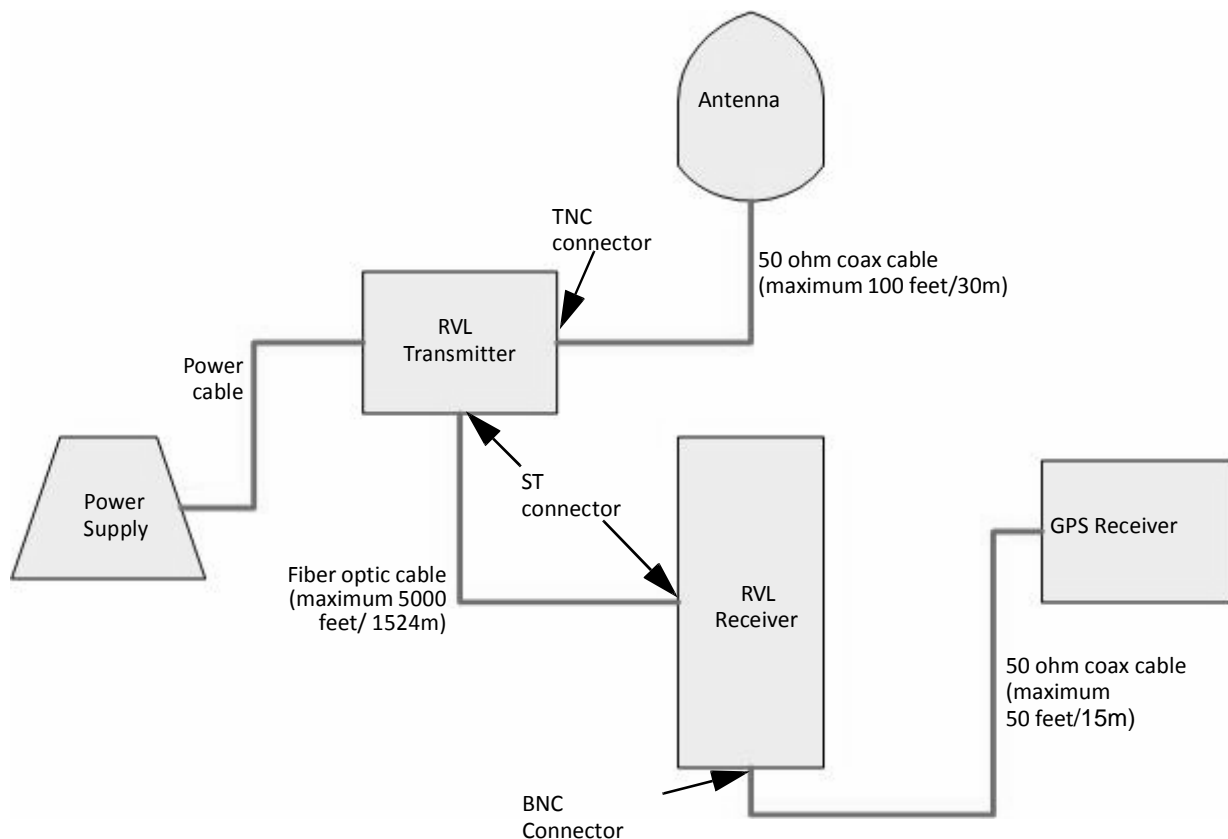 Antenna
TNC
connector
50 ohm coax cable
(maximum 100 feet/30m)
RVL
Transmitter
Power
cable
ST
connector
Power
Supply
GPS Receiver
Fiber optic cable
(maximum 5000
feet/ 1524m)
RVL
Receiver
50 ohm coax cable
(maximum
50 feet/15m)
BNC
Connector